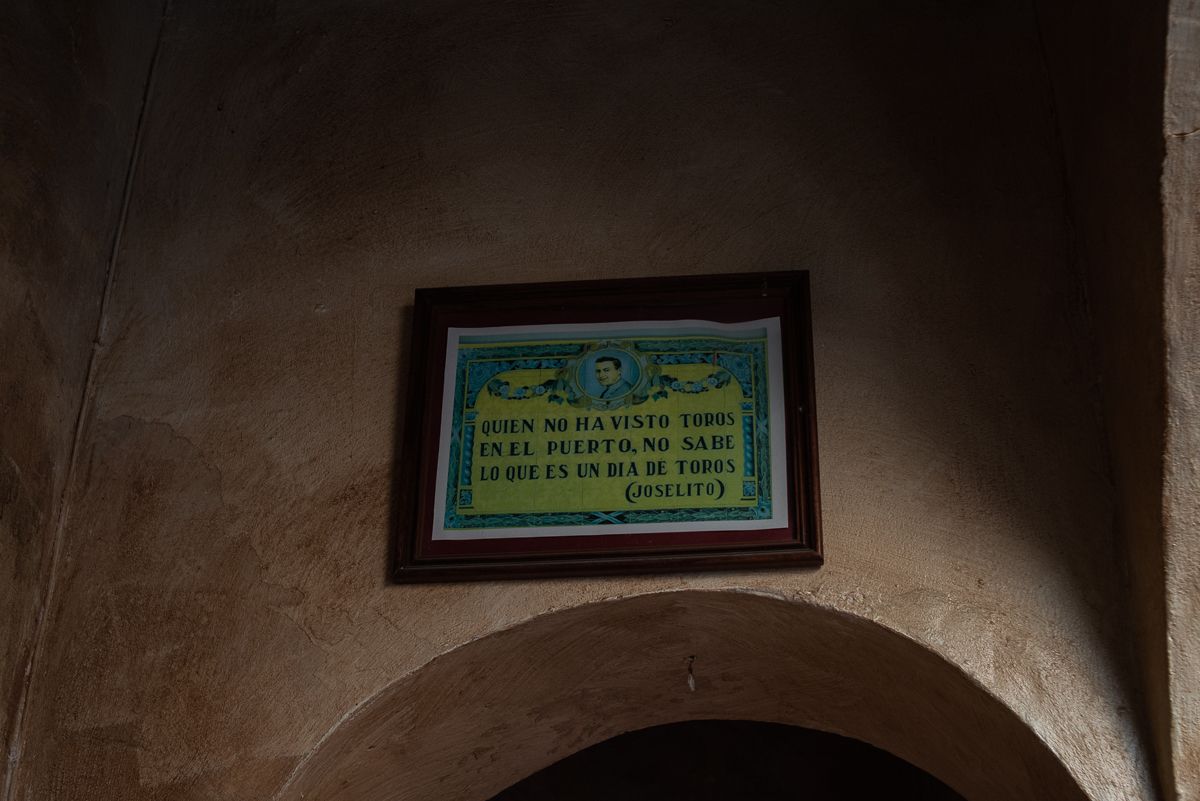 QUIEN NO HA VISTO TOROS
EN EL PUERTO, NO SABE
LO QUE ES UN DIA DE TOROS
(JOSELITO)